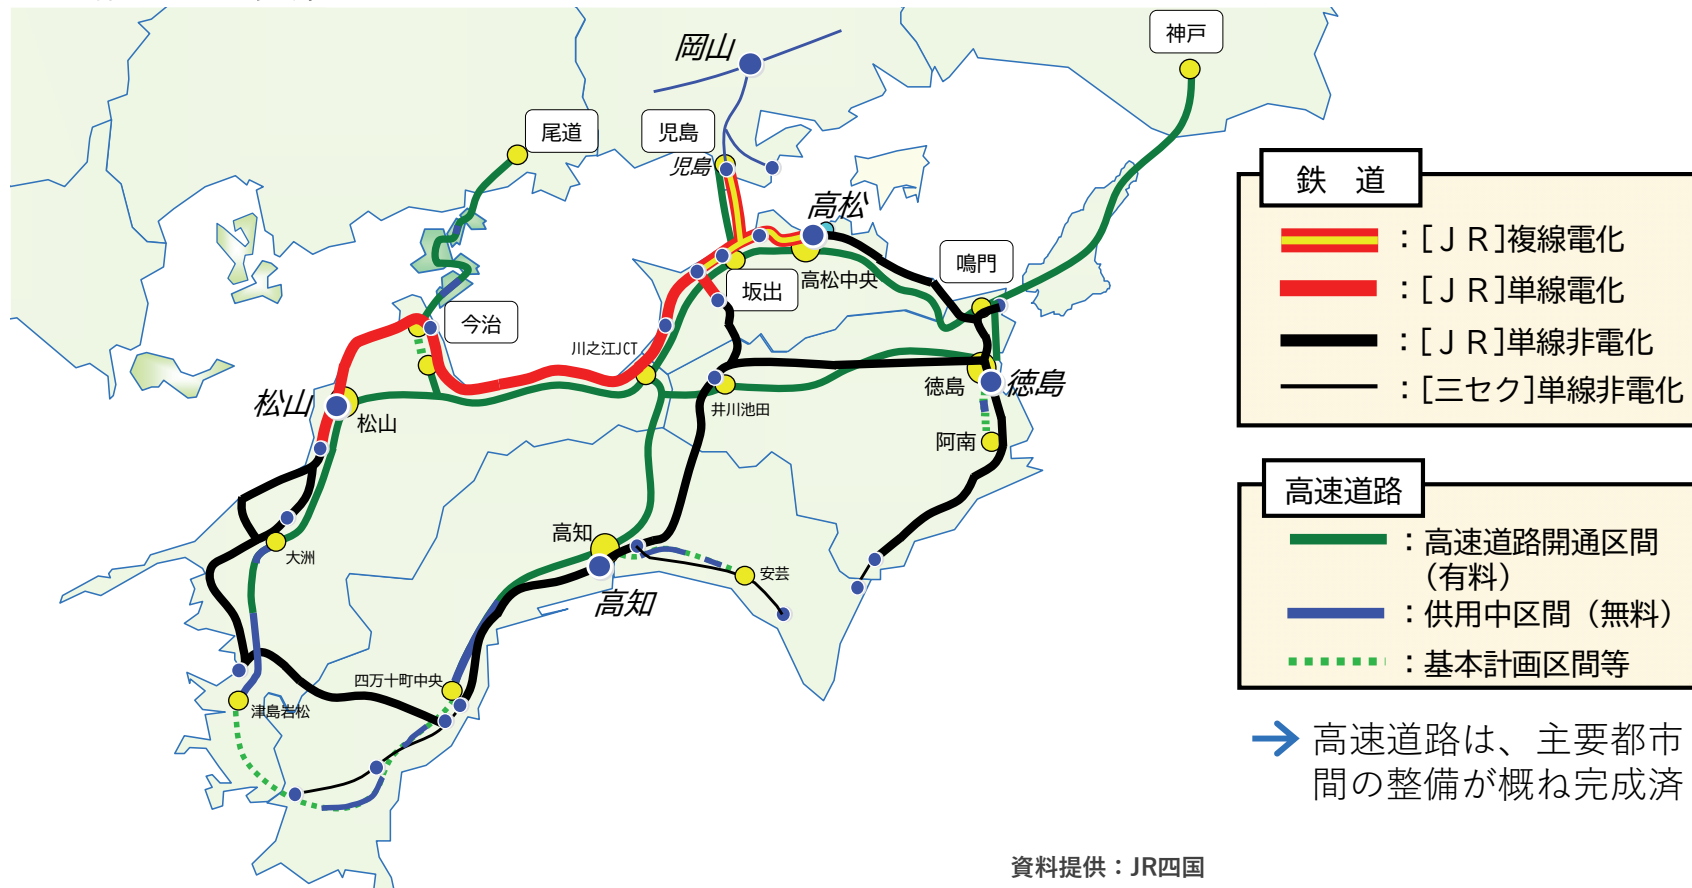 神戸
岡山
尾道
児島
児島
高松
鳴門
高松中央
坂出
今治
川之江JCT
松山
松山
井川池田
徳島
徳島
阿南
高知
大洲
安芸
高知
四万十町中央
津島岩松
鉄 道
：[ＪＲ]複線電化
：[ＪＲ]単線電化
：[ＪＲ]単線非電化
：[三セク]単線非電化
高速道路
：高速道路開通区間
（有料）
：供用中区間（無料）
：基本計画区間等
→ 高速道路は、主要都市
間の整備が概ね完成済
資料提供：JR四国